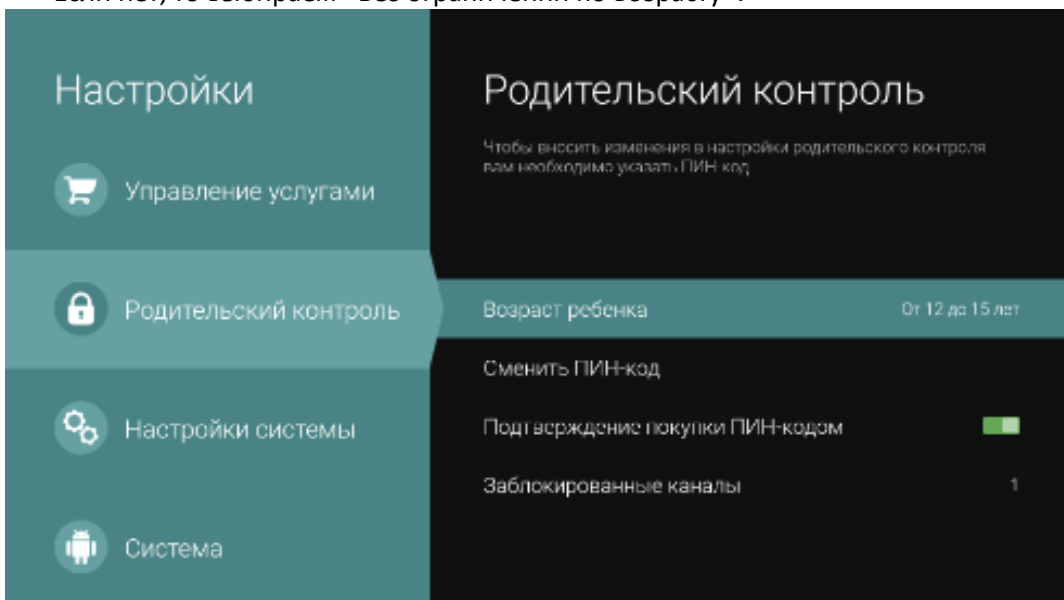 Настройки
Управление услугами
Родительский контроль
Настройки системы
Система
Родительский контроль
Чтобы вносить изменения в настройки родительского контроля
вам необходимо указать ПИН-код
Возраст ребенка
От 12 до 15 лет
Сменить ПИН-код
Подтверждение покупки ПИН-кодом
Заблокированные каналы
1